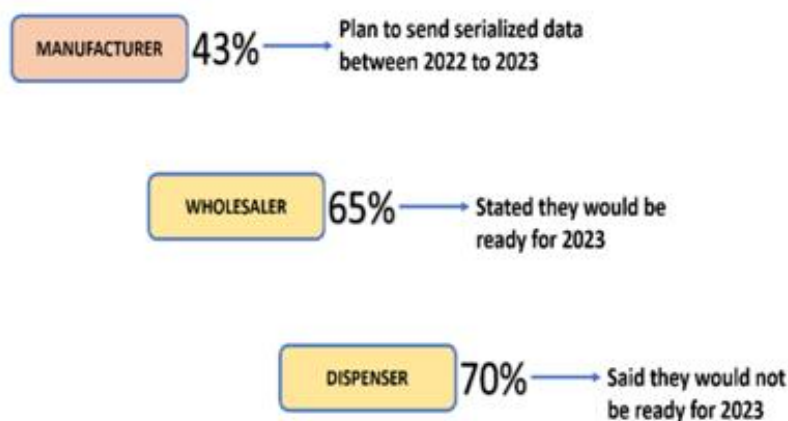 MANUFACTURER 43% Plan to send serialized data
between 2022 to 2023
WHOLESALER 65% Stated they would be
ready for 2023
DISPENSER 70% Said they would not
be ready for 2023